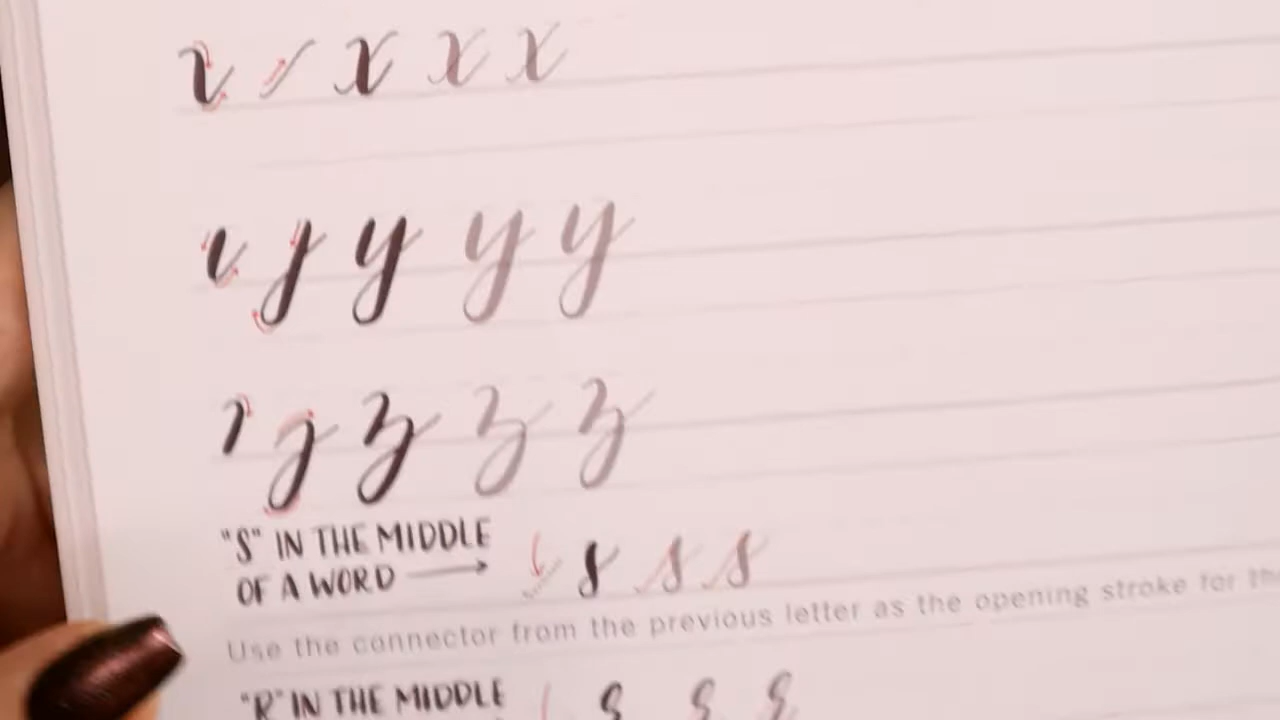 x x x
y y y
z z z
"S" IN THE MIDDLE
OF A WORD → s s s
Use the connector from the previous letter as the opening stroke for
"R" IN THE MIDDLE